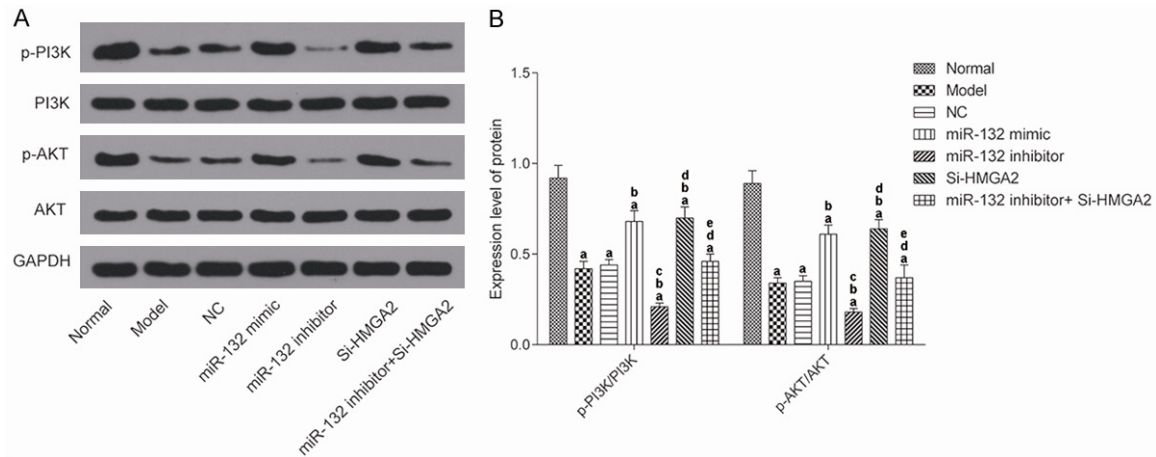 A
p-PI3K
PI3K
p-AKT
AKT
GAPDH
Normal
Model
NC
miR-132 mimic
miR-132 inhibitor
Si-HMGA2
miR-132 inhibitor+Si-HMGA2
B
Expression level of protein
1.5
1.0
0.5
0.0
a
a
b
a
c
b
a
d
b
a
e
d
a
a
a
b
a
c
b
a
d
b
a
e
d
a
p-PI3K/PI3K
p-AKT/AKT
Normal
Model
NC
miR-132 mimic
miR-132 inhibitor
Si-HMGA2
miR-132 inhibitor+ Si-HMGA2